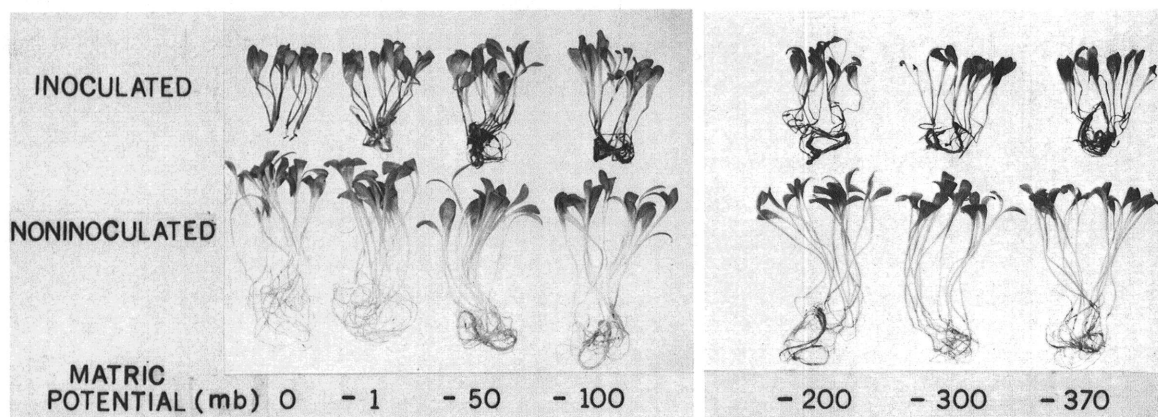 INOCULATED
NONINOCULATED
MATRIC
POTENTIAL (mb) 0 -1 -50 -100 -200 -300 -370